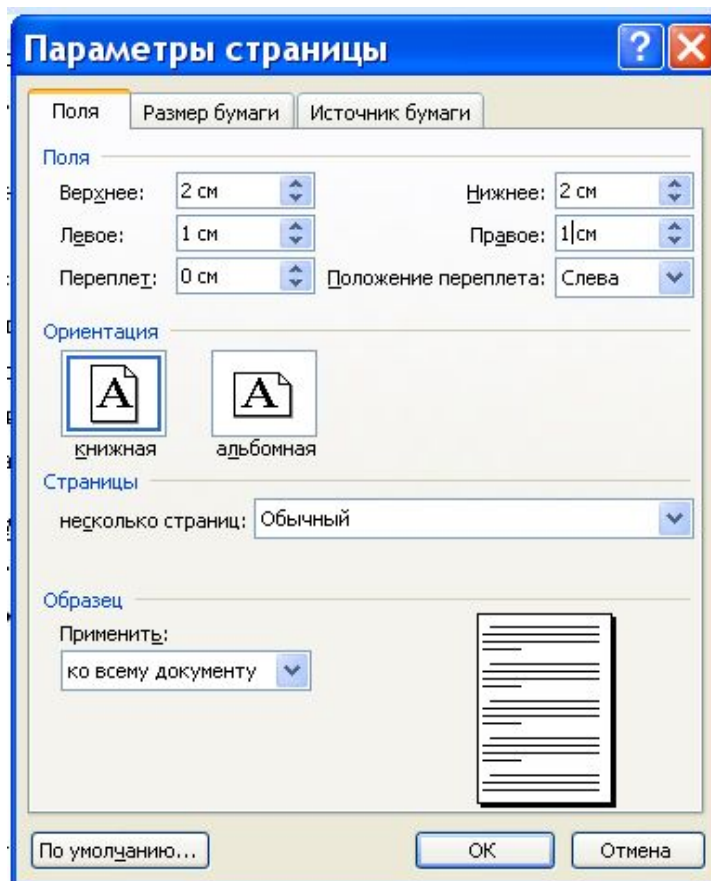 Параметры страницы
Поля Размер бумаги Источник бумаги
Поля
Верхнее: 2 см Нижнее: 2 см
Левое: 1 см Правое: 1 см
Переплет: 0 см Положение переплета: Слева
Ориентация
A A
книжная альбомная
Страницы
несколько страниц: Обычный
Образец
Применить:
ко всему документу
По умолчанию... ОК Отмена